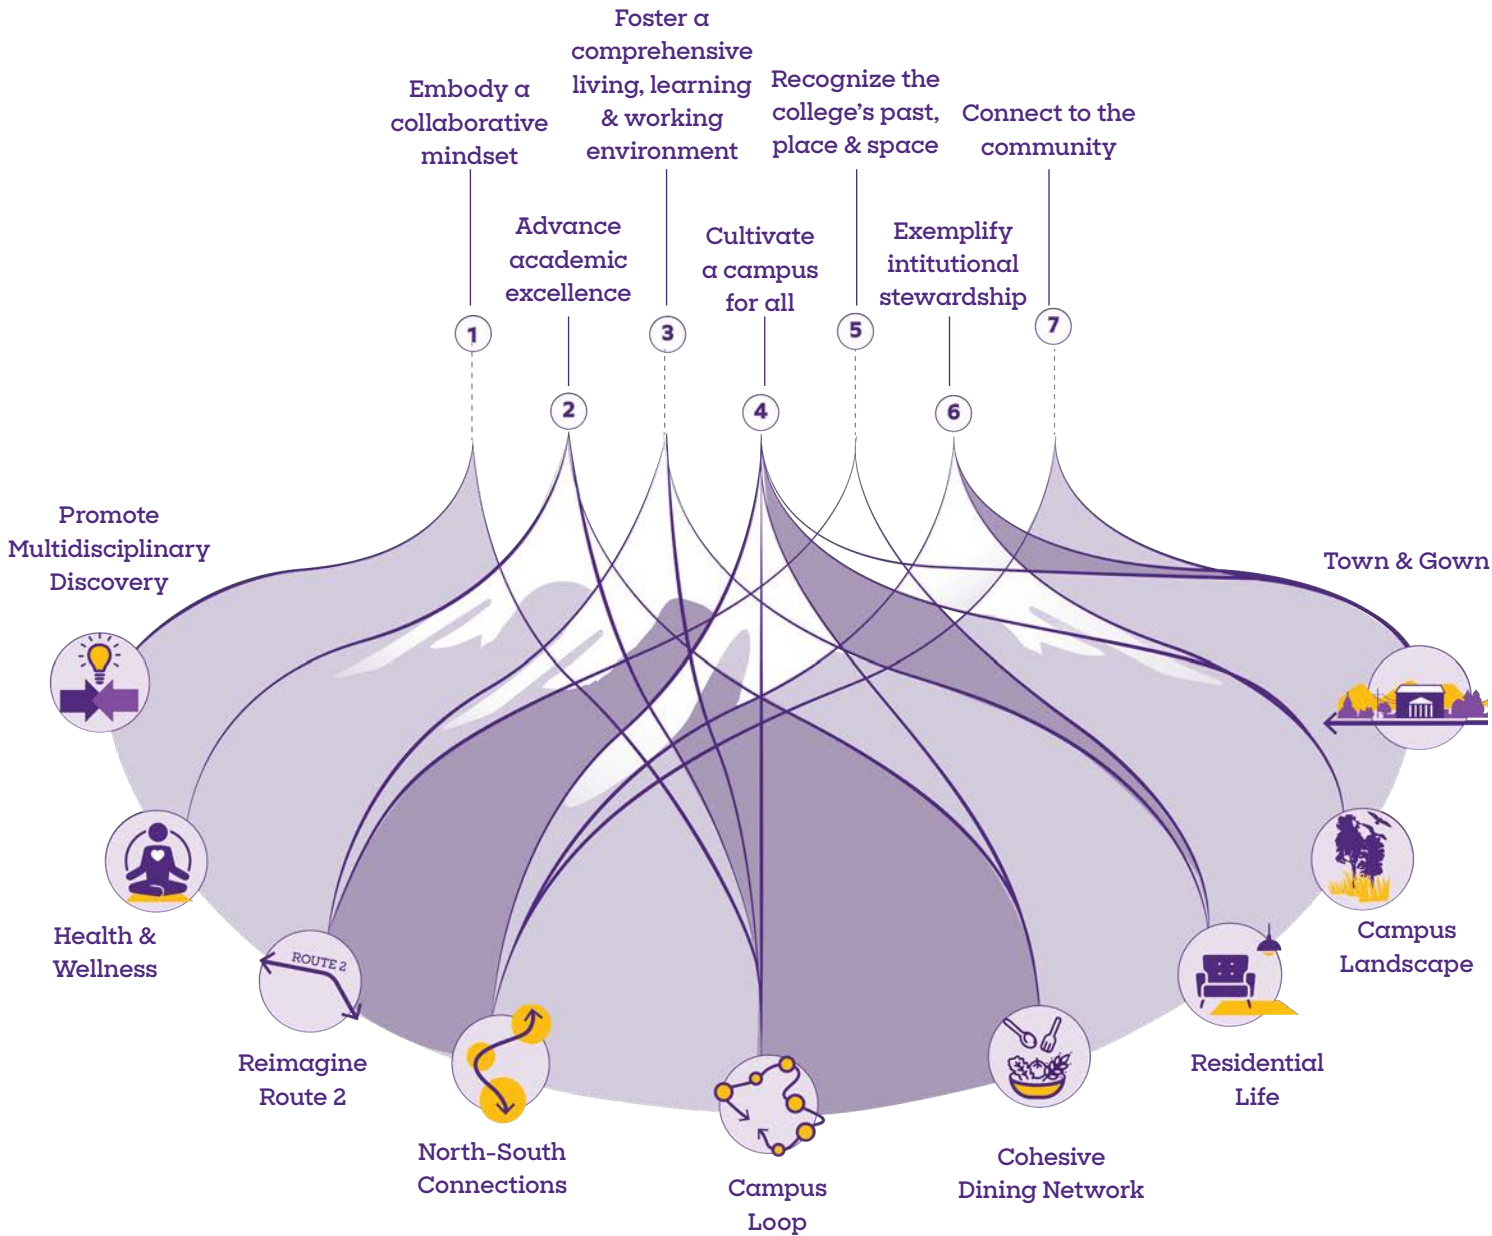 Foster a
comprehensive
living, learning
& working
environment
Embody a
collaborative
mindset
Recognize the
college's past,
place & space
Connect to the
community
Advance
academic
excellence
Cultivate
a campus
for all
Exemplify
intitutional
stewardship
1
3
5
7
2
4
6
Promote
Multidisciplinary
Discovery
Town & Gown
Health &
Wellness
ROUTE 2
Campus
Landscape
Reimagine
Route 2
Residential
Life
North-South
Connections
Cohesive
Dining Network
Campus
Loop